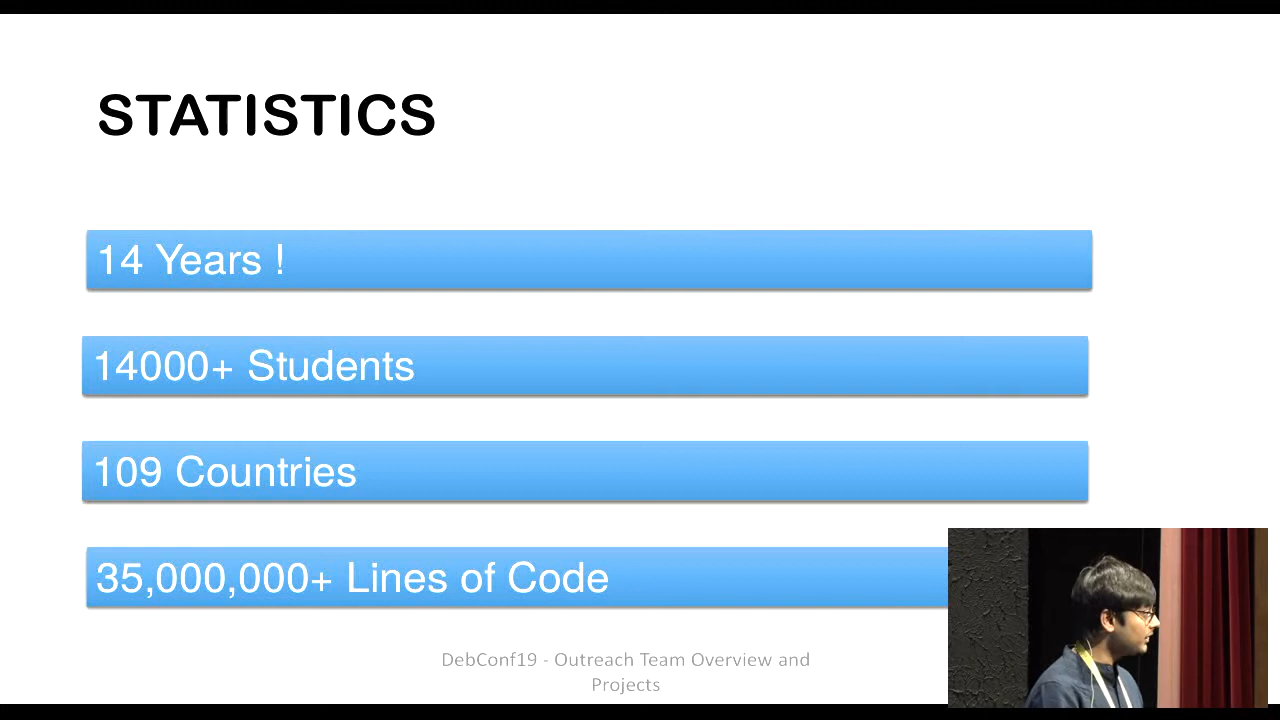 STATISTICS
14 Years !
14000+ Students
109 Countries
35,000,000+ Lines of Code
DebConf19 - Outreach Team Overview and
Projects